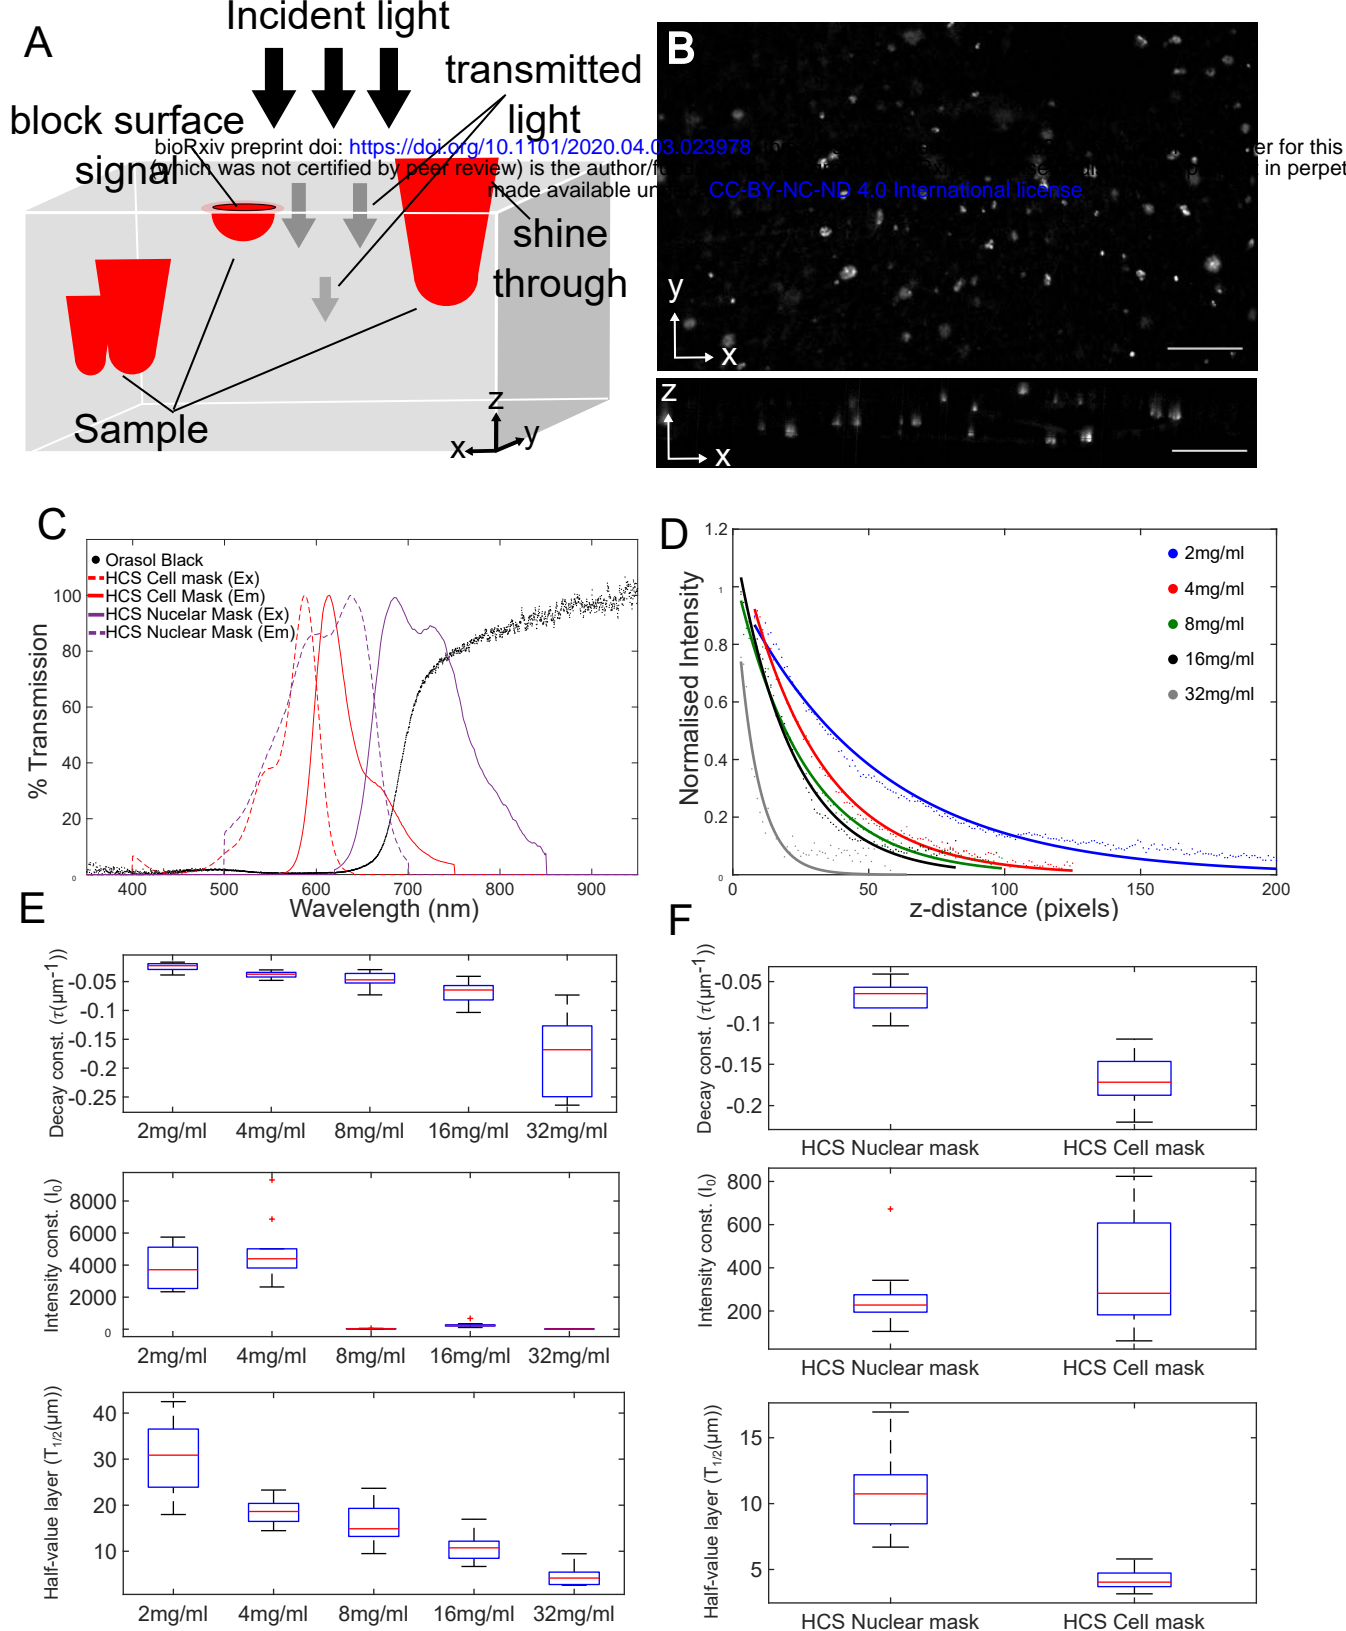 A
Incident light
transmitted
light
block surface
signal
bioRxiv preprint doi: https://doi.org/10.1101/2020.04.03.023978
er for this
(which was not certified by peer review) is the author/fu
in perpet
made available un
CC-BY-NC-ND 4.0 International license
shine
through
Sample
z
y
x
B
y
x
z
x
C
Orasol Black
HCS Cell mask (Ex)
HCS Cell Mask (Em)
HCS Nucelar Mask (Ex)
HCS Nuclear Mask (Em)
% Transmission
100
80
60
40
20
0
400 500 600 700 800 900
Wavelength (nm)
D
Normalised Intensity
1.2
1
0.8
0.6
0.4
0.2
0
2mg/ml
4mg/ml
8mg/ml
16mg/ml
32mg/ml
0 50 100 150 200
z-distance (pixels)
E
Decay const. (τ(μm⁻¹))
-0.05
-0.1
-0.15
-0.2
-0.25
2mg/ml 4mg/ml 8mg/ml 16mg/ml 32mg/ml
Intensity const. (I₀)
8000
6000
4000
2000
0
2mg/ml 4mg/ml 8mg/ml 16mg/ml 32mg/ml
Half-value layer (T1/2(μm))
40
30
20
10
2mg/ml 4mg/ml 8mg/ml 16mg/ml 32mg/ml
F
Decay const. (τ(μm⁻¹))
-0.05
-0.1
-0.15
-0.2
HCS Nuclear mask HCS Cell mask
Intensity const. (I₀)
800
600
400
200
HCS Nuclear mask HCS Cell mask
Half-value layer (T1/2(μm))
15
10
5
HCS Nuclear mask HCS Cell mask